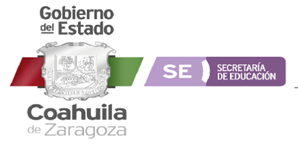 Gobierno
del Estado
SE
SECRETARÍA
DE EDUCACIÓN
Coahuila
de Zaragoza